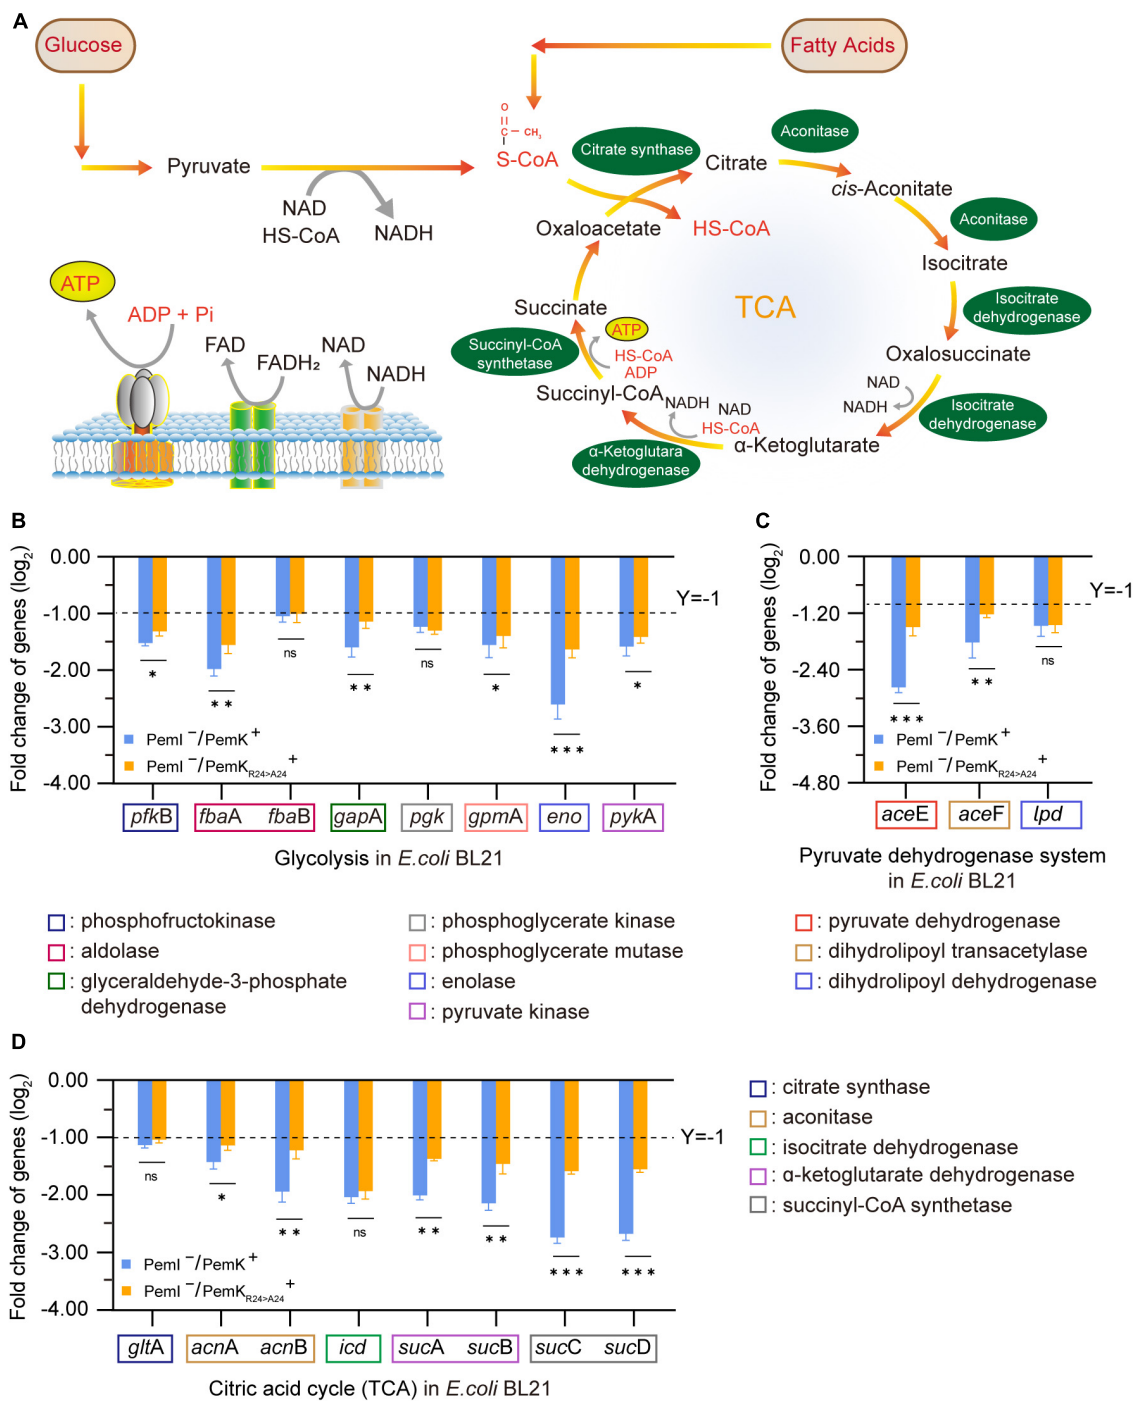 A
Glucose
Fatty Acids
O
C
CH₃
S-CoA
Pyruvate
NAD
HS-CoA
NADH
Citrate synthase
Citrate
Aconitase
cis-Aconitate
Aconitase
Isocitrate
Isocitrate
dehydrogenase
Oxalosuccinate
NAD
NADH
Isocitrate
dehydrogenase
α-Ketoglutarate
NADH
NAD
HS-CoA
α-Ketoglutara
dehydrogenase
Succinyl-CoA
ATP
HS-CoA
ADP
Succinyl-CoA
synthetase
Succinate
Oxaloacetate
HS-CoA
TCA
ATP
ADP + Pi
FAD
FADH₂
NAD
NADH
B
Fold change of genes (log₂)
0.00
-1.00
-2.00
-3.00
-4.00
Y=-1
*
* *
ns
* *
ns
*
* * *
*
PemI ⁻/PemK⁺
PemI ⁻/PemK R24>A24 ⁺
pfkB fbaA fbaB gapA pgk gpmA eno pykA
Glycolysis in E.coli BL21
: phosphofructokinase
: aldolase
: glyceraldehyde-3-phosphate
dehydrogenase
: phosphoglycerate kinase
: phosphoglycerate mutase
: enolase
: pyruvate kinase
C
Fold change of genes (log₂)
0.00
-1.20
-2.40
-3.60
-4.80
Y=-1
* * *
* *
ns
PemI ⁻/PemK⁺
PemI ⁻/PemK R24>A24 ⁺
aceE aceF lpd
Pyruvate dehydrogenase system
in E.coli BL21
: pyruvate dehydrogenase
: dihydrolipoyl transacetylase
: dihydrolipoyl dehydrogenase
D
Fold change of genes (log₂)
0.00
-1.00
-2.00
-3.00
-4.00
Y=-1
ns
*
* *
ns
* *
* *
* * *
* * *
PemI ⁻/PemK⁺
PemI ⁻/PemK R24>A24 ⁺
gltA acnA acnB icd sucA sucB sucC sucD
Citric acid cycle (TCA) in E.coli BL21
: citrate synthase
: aconitase
: isocitrate dehydrogenase
: α-ketoglutarate dehydrogenase
: succinyl-CoA synthetase